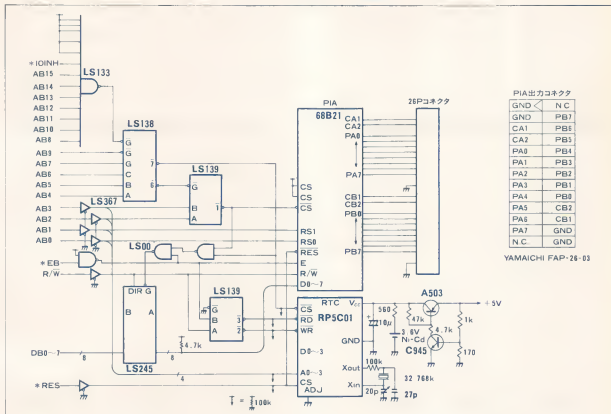 *IOINH
AB15
AB14
AB13
AB12
AB11
AB10
AB8
LS133
AB9
AB7
AB6
AB5
AB4
LS138
G
G
G
C
B
A
7
6
LS139
G
B
A
1
AB3
AB2
AB1
AB0
LS367
LS00
*EB
R/W
DIR G
B
A
LS245
DB0~7
8
8
4
4.7k
*RES
LS139
G
B
A
3
2
= 100k
PIA
68B21
CA1
CA2
PA0
CS
CS
CS
CB1
CB2
PB0
RS1
RS0
RES
E
R/W
D0~7
PB7
26Pコネクタ
RTC Vcc
RP5C01
CS
RD
WR
GND
D0~3
A0~3
CS
ADJ
Xout
Xin
560
10μ
3.6V
Ni-Cd
A503
47k
4.7k
C945
+5V
1k
170
100k
32 768k
20p
27p
PIA出力コネクタ
GND N.C
GND PB7
CA1 PB6
CA2 PB5
PA0 PB4
PA1 PB3
PA2 PB2
PA3 PB1
PA4 PB0
PA5 CB2
PA6 CB1
PA7 GND
N.C. GND
YAMAICHI FAP-26-03